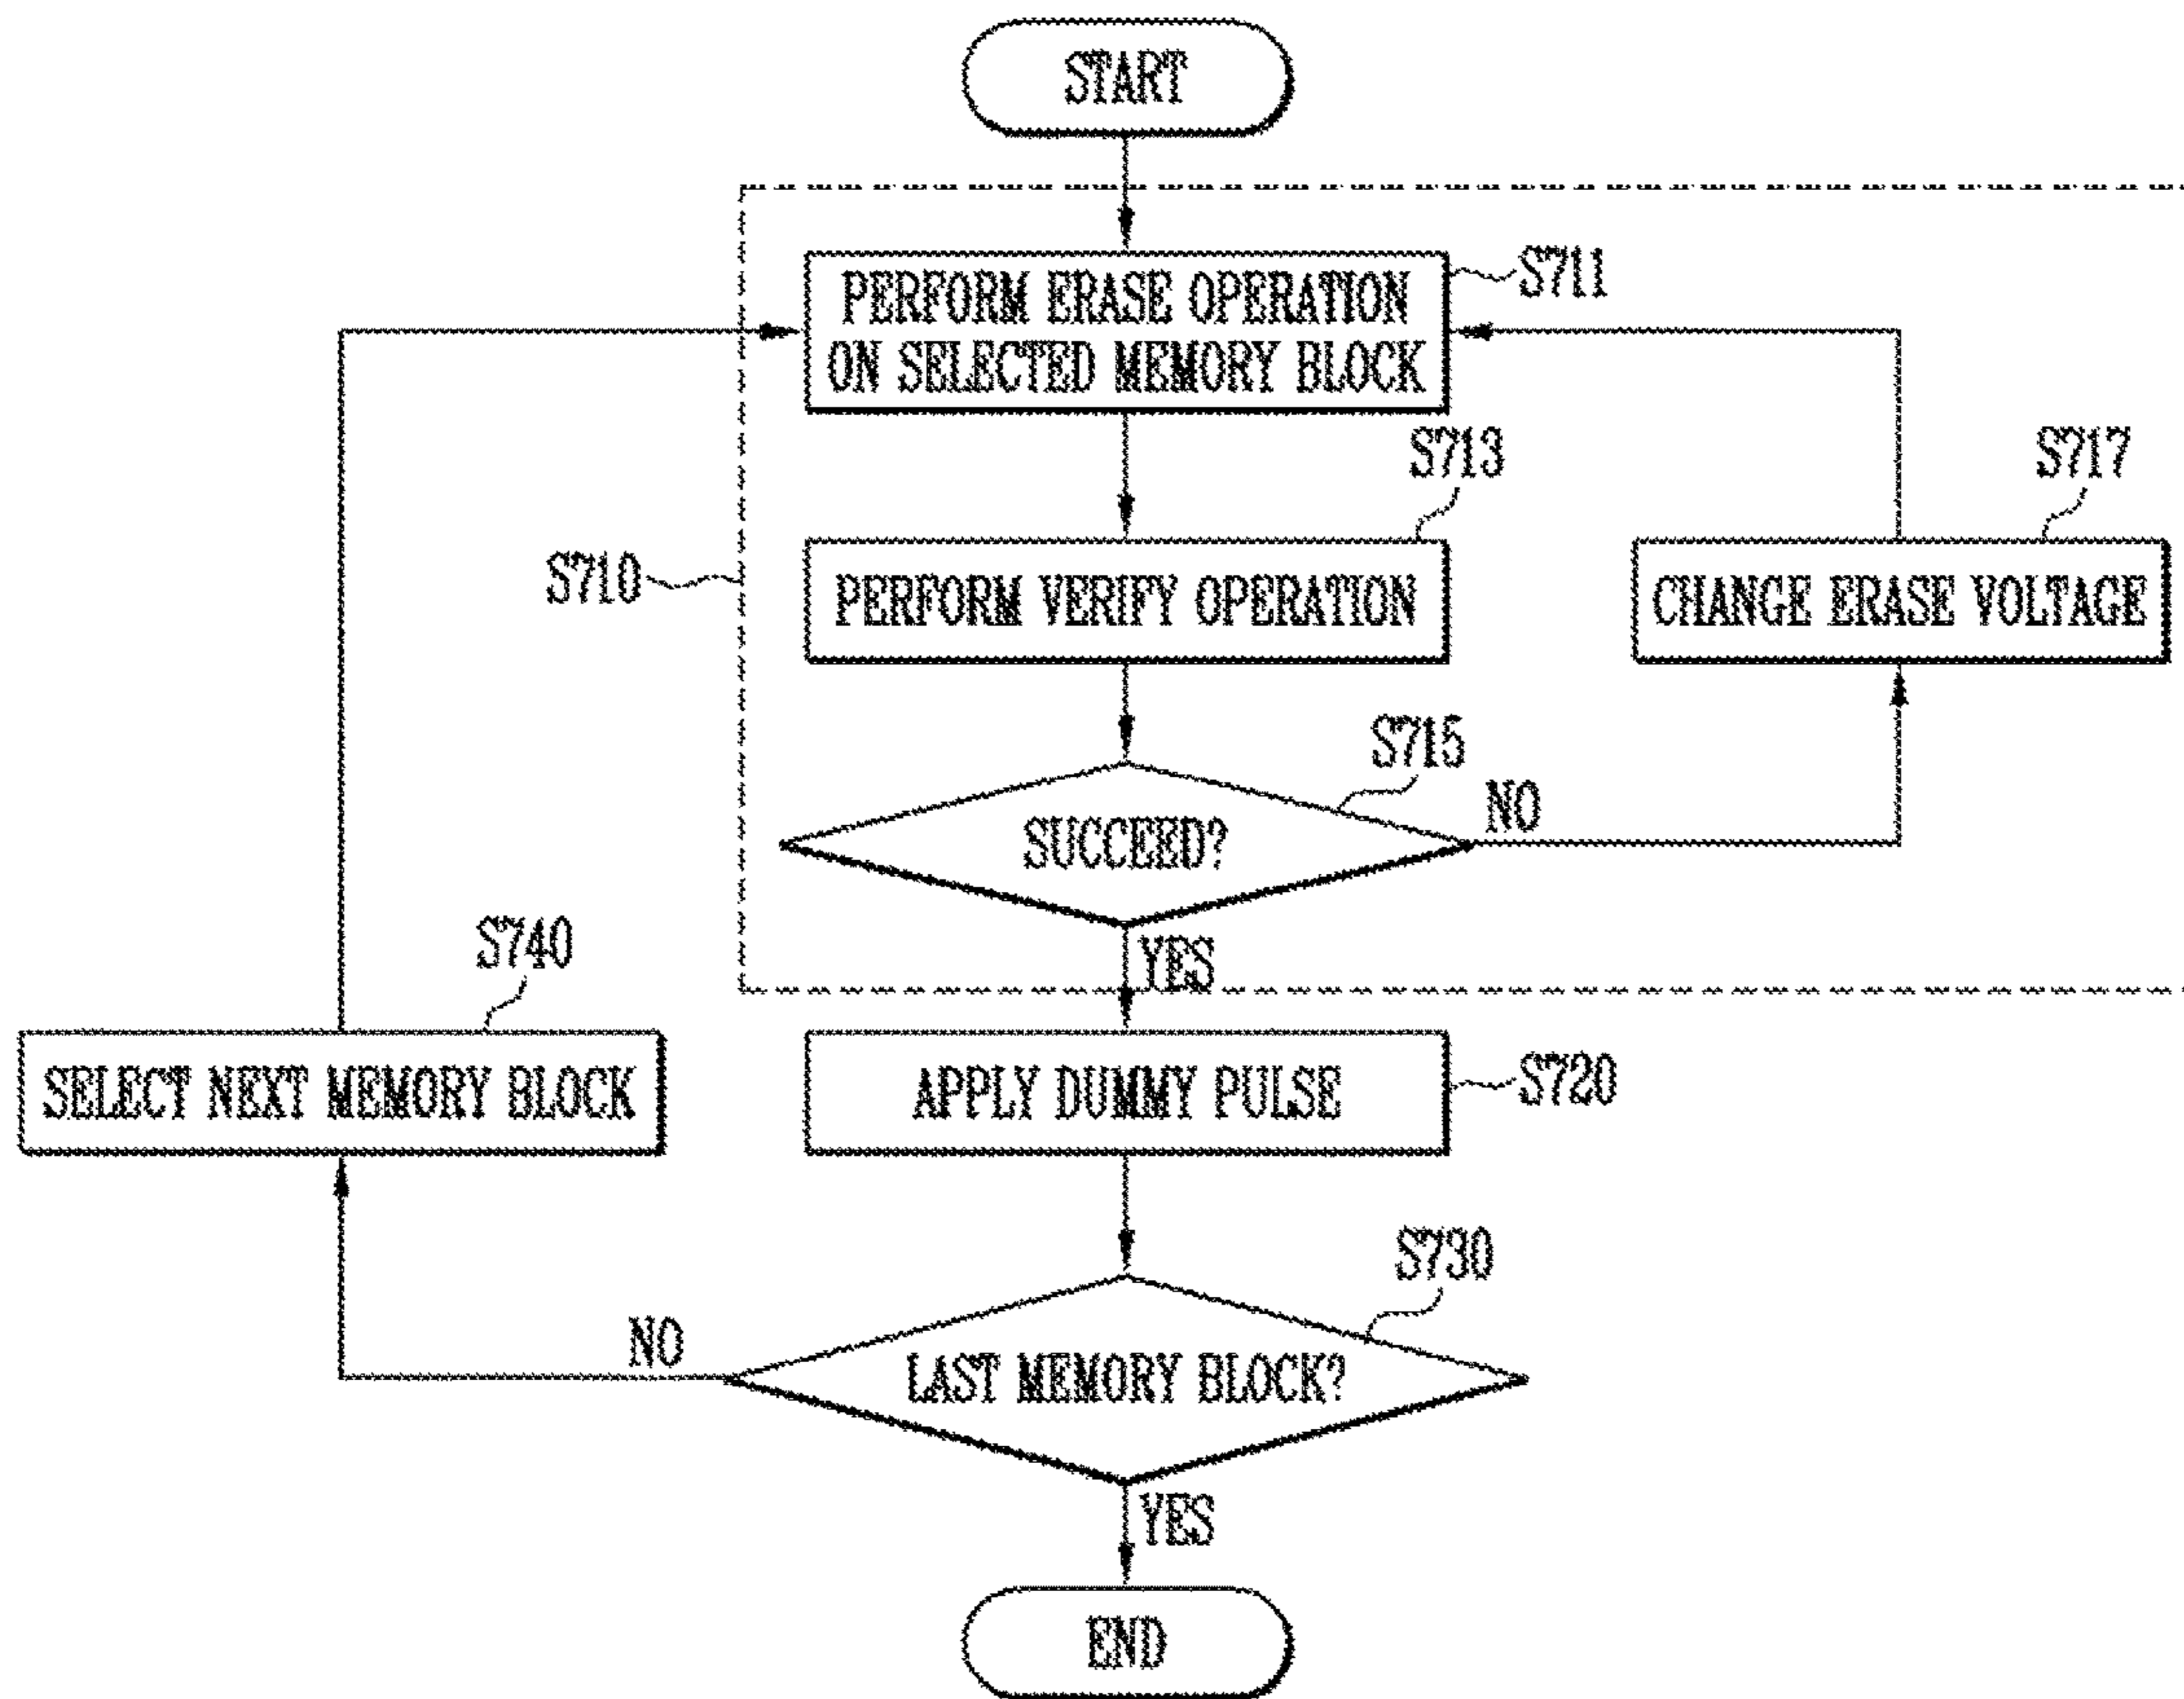 START
PERFORM ERASE OPERATION
ON SELECTED MEMORY BLOCK
S711
S713
PERFORM VERIFY OPERATION
S717
CHANGE ERASE VOLTAGE
S710
S715
SUCCEED?
NO
YES
S740
SELECT NEXT MEMORY BLOCK
APPLY DUMMY PULSE
S720
S730
LAST MEMORY BLOCK?
NO
YES
END